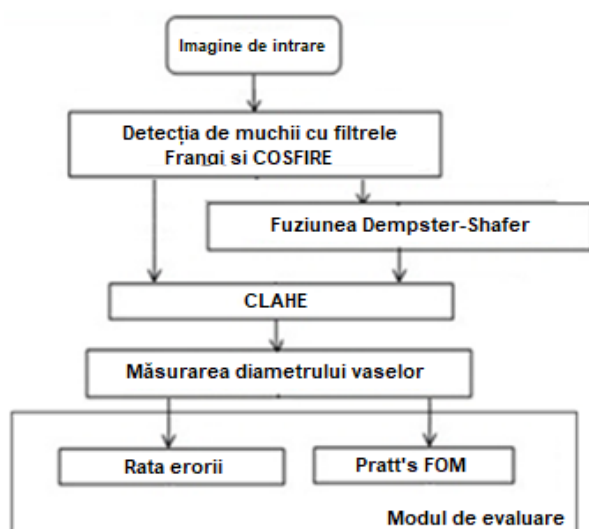 Imagine de intrare
Detecția de muchii cu filtrele
Frangi si COSFIRE
Fuziunea Dempster-Shafer
CLAHE
Măsurarea diametrului vaselor
Rata erorii
Pratt's FOM
Modul de evaluare